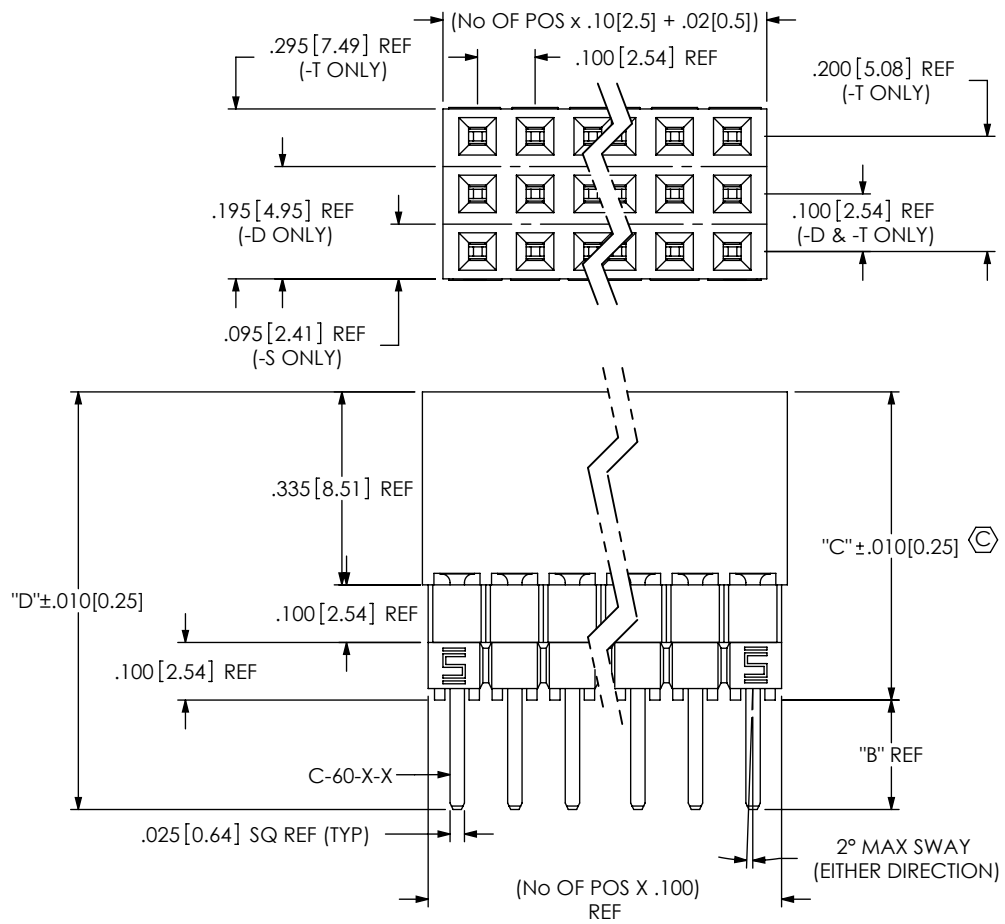 (No OF POS x .10[2.5] + .02[0.5])
.295[7.49] REF
(-T ONLY)
.100[2.54] REF
.200[5.08] REF
(-T ONLY)
.195[4.95] REF
(-D ONLY)
.100[2.54] REF
(-D & -T ONLY)
.095[2.41] REF
(-S ONLY)
.335[8.51] REF
"C"±.010[0.25] C
"D"±.010[0.25]
.100[2.54] REF
.100[2.54] REF
"B" REF
C-60-X-X
.025[0.64] SQ REF (TYP)
2° MAX SWAY
(EITHER DIRECTION)
(No OF POS X .100)
REF